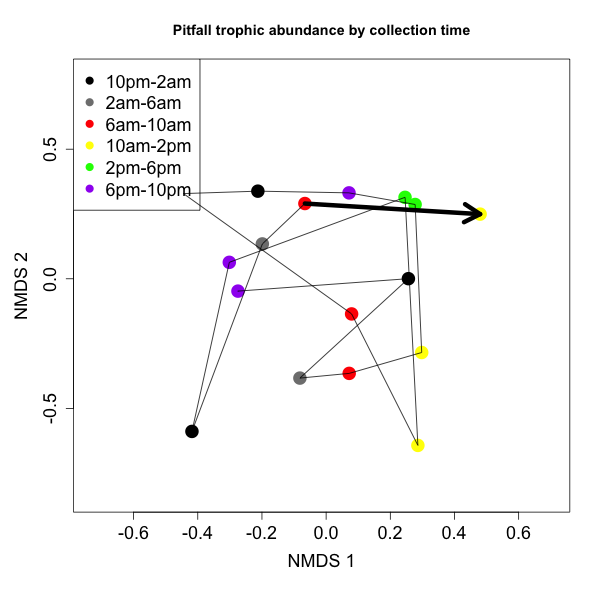 Pitfall trophic abundance by collection time
10pm-2am
2am-6am
6am-10am
10am-2pm
2pm-6pm
6pm-10pm
0.5
0.0
-0.5
NMDS 2
-0.6 -0.4 -0.2 0.0 0.2 0.4 0.6
NMDS 1